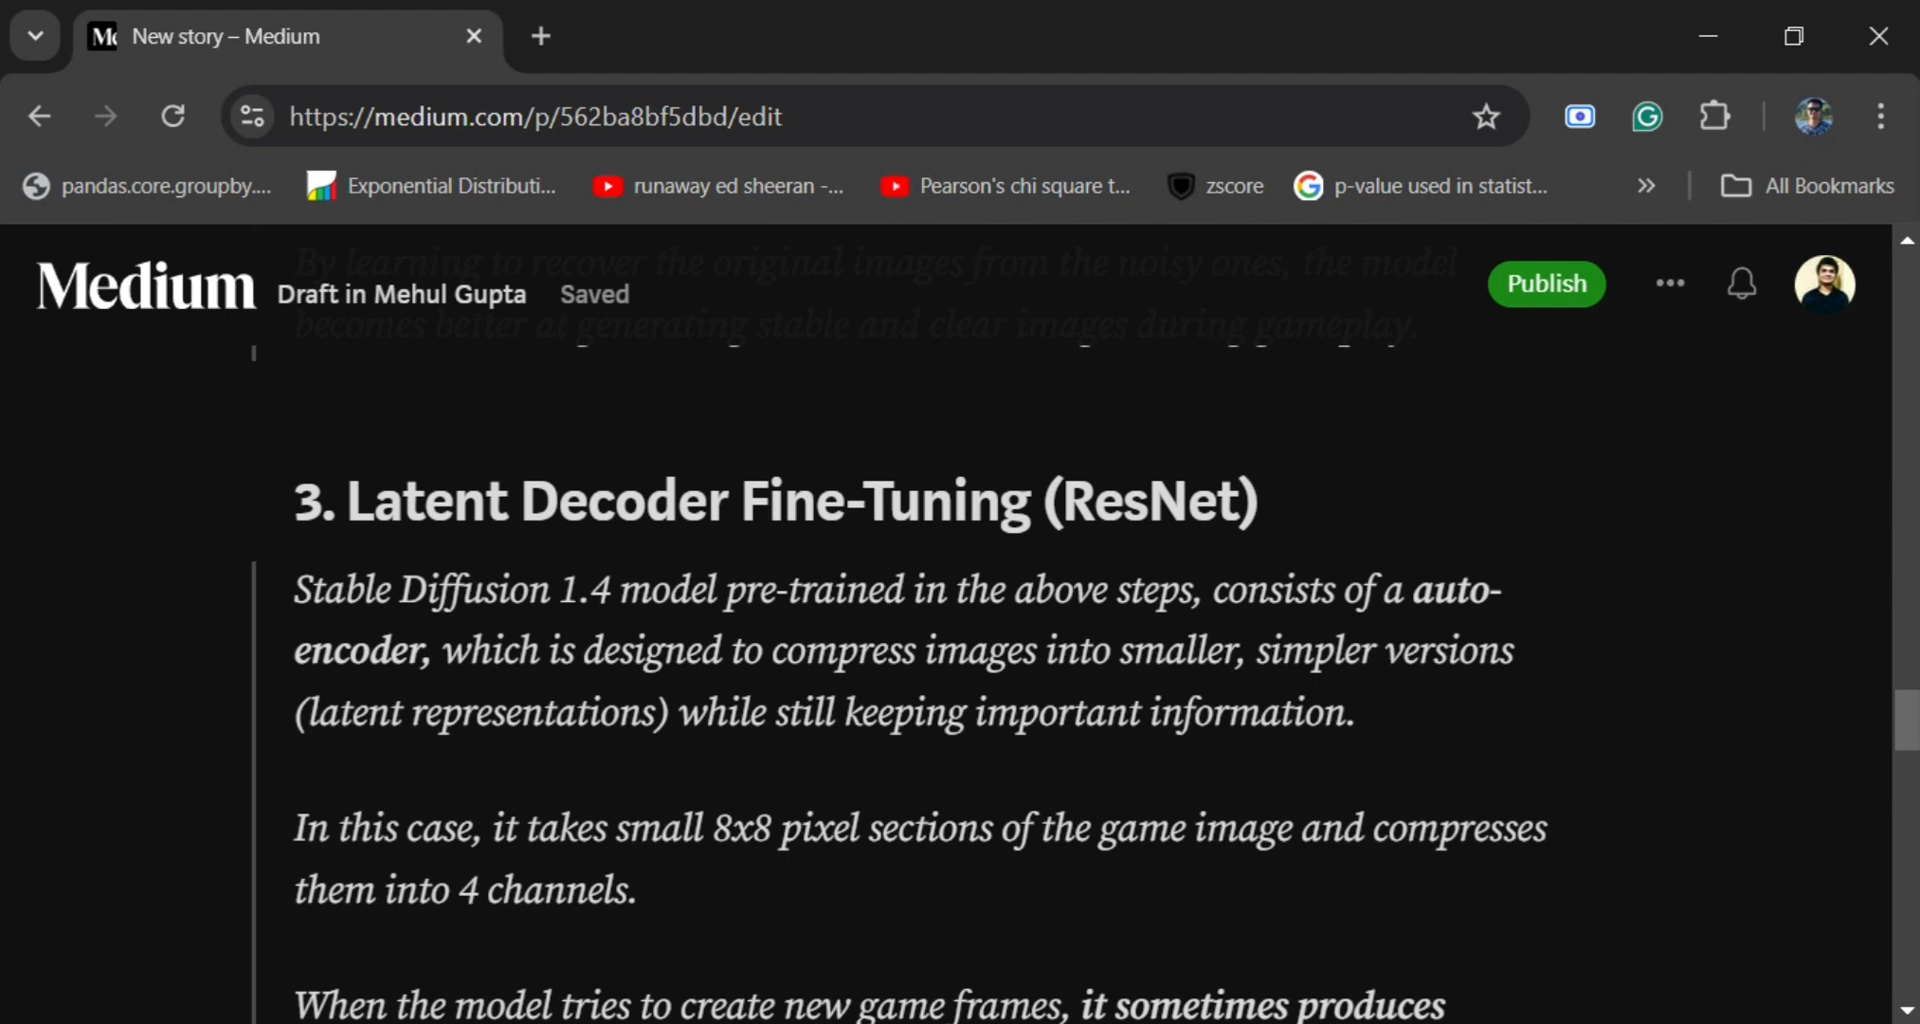 New story – Medium
https://medium.com/p/562ba8bf5dbd/edit
pandas.core.groupby....
Exponential Distributi...
runaway ed sheeran -...
Pearson's chi square t...
zscore
p-value used in statist...
All Bookmarks
By learning to recover the original images from the noisy ones, the model
becomes better at generating stable and clear images during gameplay.
Medium
Draft in Mehul Gupta
Saved
Publish
3. Latent Decoder Fine-Tuning (ResNet)
Stable Diffusion 1.4 model pre-trained in the above steps, consists of a auto-
encoder, which is designed to compress images into smaller, simpler versions
(latent representations) while still keeping important information.
In this case, it takes small 8x8 pixel sections of the game image and compresses
them into 4 channels.
When the model tries to create new game frames, it sometimes produces